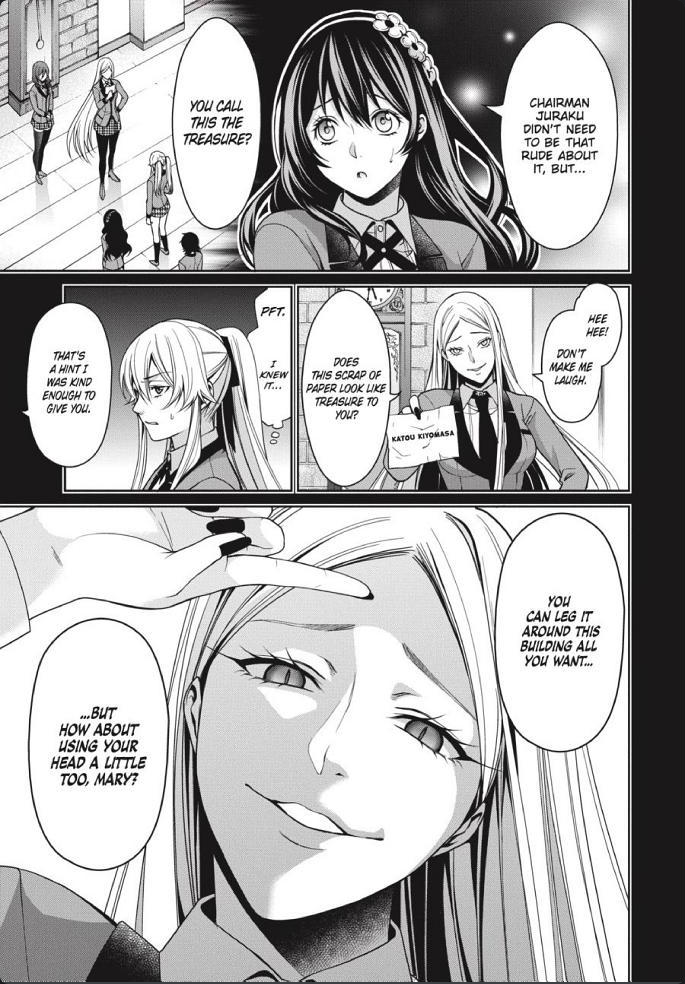 CHAIRMAN
JURAKU
DIDN'T NEED
TO BE THAT
RUDE ABOUT
IT, BUT...
YOU CALL
THIS THE
TREASURE?
HEE
HEE!
DON'T
MAKE ME
LAUGH.
KATOU KIYOMASA
DOES
THIS SCRAP OF
PAPER LOOK LIKE
TREASURE TO
YOU?
PFT.
I
KNEW
IT...
THAT'S
A HINT I
WAS KIND
ENOUGH TO
GIVE YOU.
YOU
CAN LEG IT
AROUND THIS
BUILDING ALL
YOU WANT...
...BUT
HOW ABOUT
USING YOUR
HEAD A LITTLE
TOO, MARY?